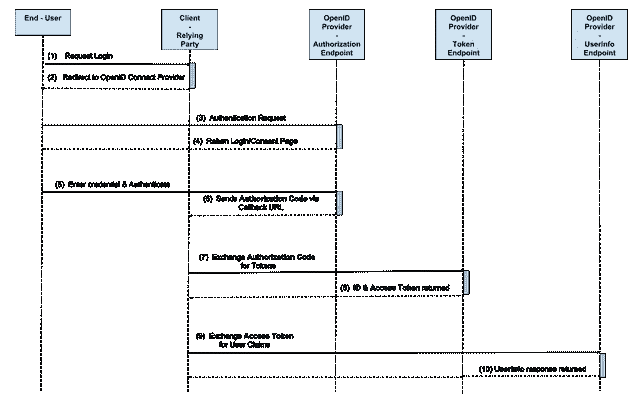 End - User
Client
-
Relying
Party
OpenID
Provider
-
Authorization
Endpoint
OpenID
Provider
-
Token
Endpoint
OpenID
Provider
-
UserInfo
Endpoint
(1) Request Login
(2) Redirect to OpenID Connect Provider
(3) Authentication Request
(4) Return Login/Consent Page
(5) Enter credential & Authenticate
(6) Sends Authorization Code via
Callback URL
(7) Exchange Authorization Code
for Tokens
(8) ID & Access Token returned
(9) Exchange Access Token
for User Claims
(10) UserInfo response returned